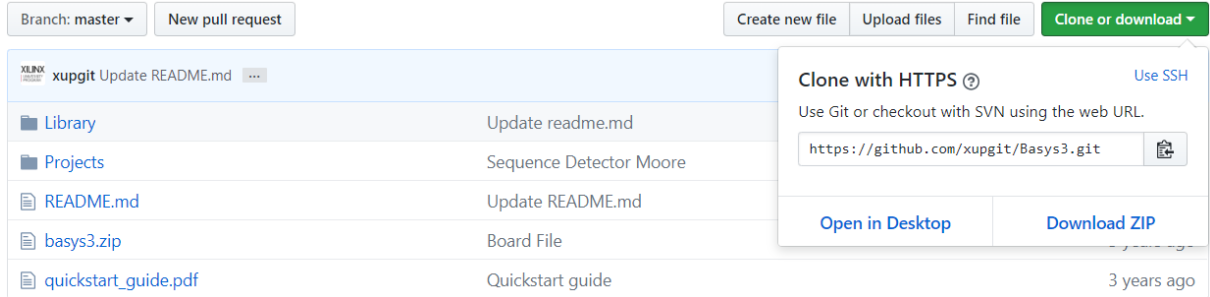 Branch: master
New pull request
Create new file
Upload files
Find file
Clone or download
XILINX
xupgit Update README.md
Clone with HTTPS
Use SSH
Use Git or checkout with SVN using the web URL.
https://github.com/xupgit/Basys3.git
Open in Desktop
Download ZIP
Library
Update readme.md
Projects
Sequence Detector Moore
README.md
Update README.md
basys3.zip
Board File
quickstart_guide.pdf
Quickstart guide
3 years ago